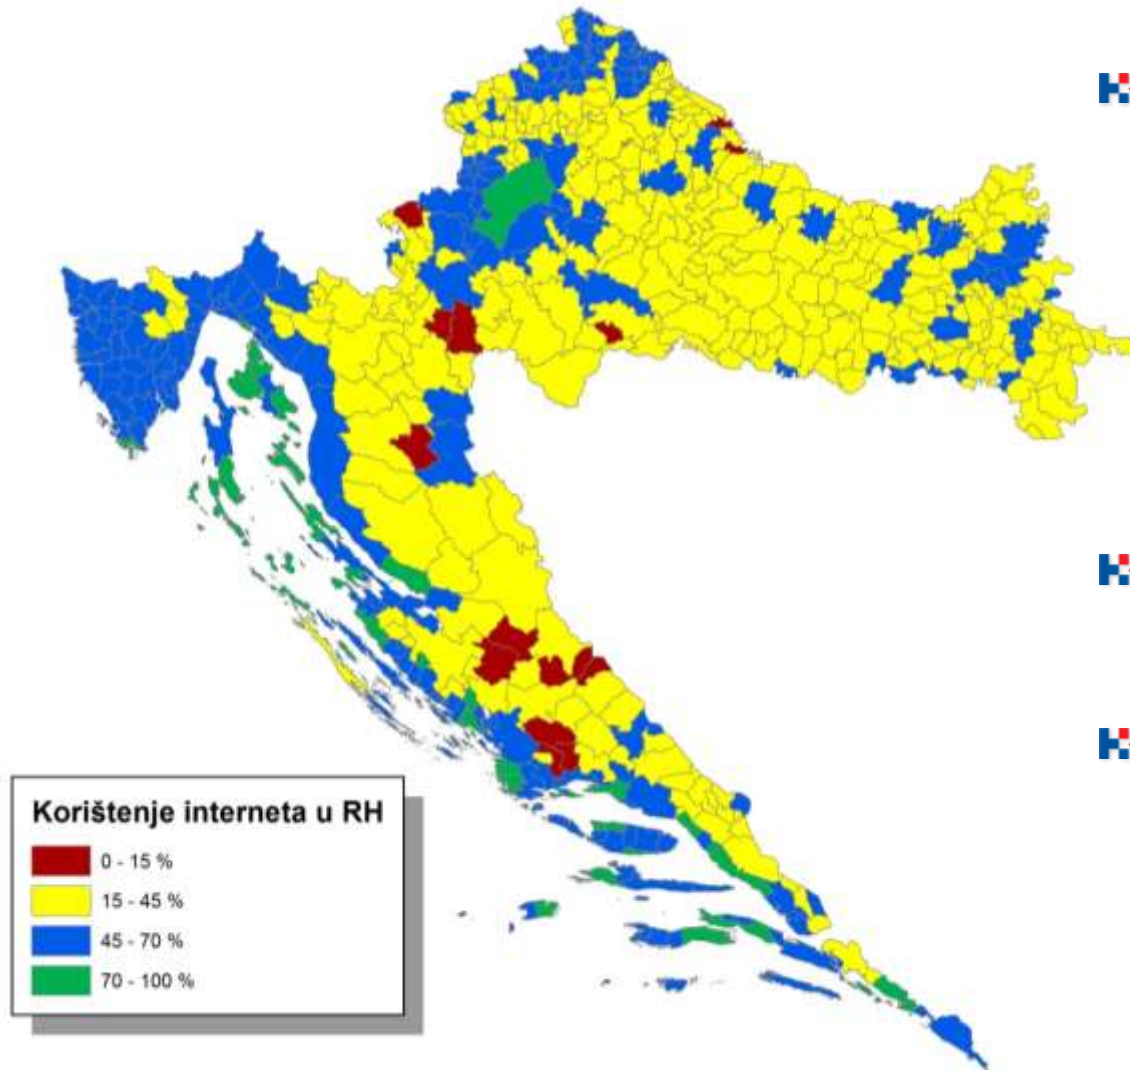 Korištenje interneta u RH
0 - 15 %
15 - 45 %
45 - 70 %
70 - 100 %